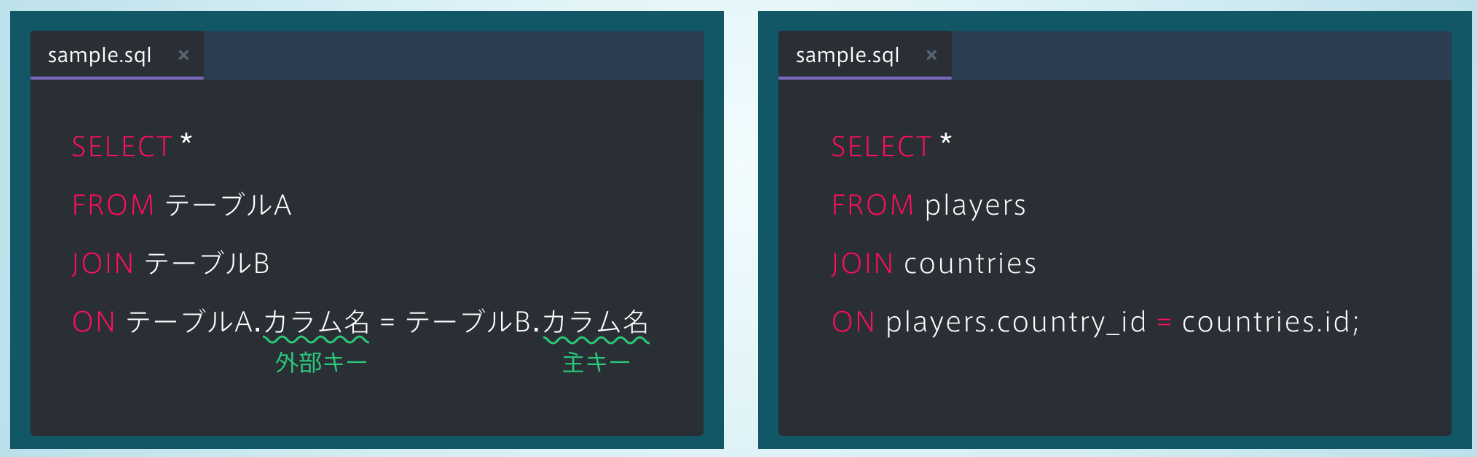 sample.sql ×
SELECT *
FROM テーブルA
JOIN テーブルB
ON テーブルA.カラム名 = テーブルB.カラム名
外部キー 主キー
sample.sql ×
SELECT *
FROM players
JOIN countries
ON players.country_id = countries.id;